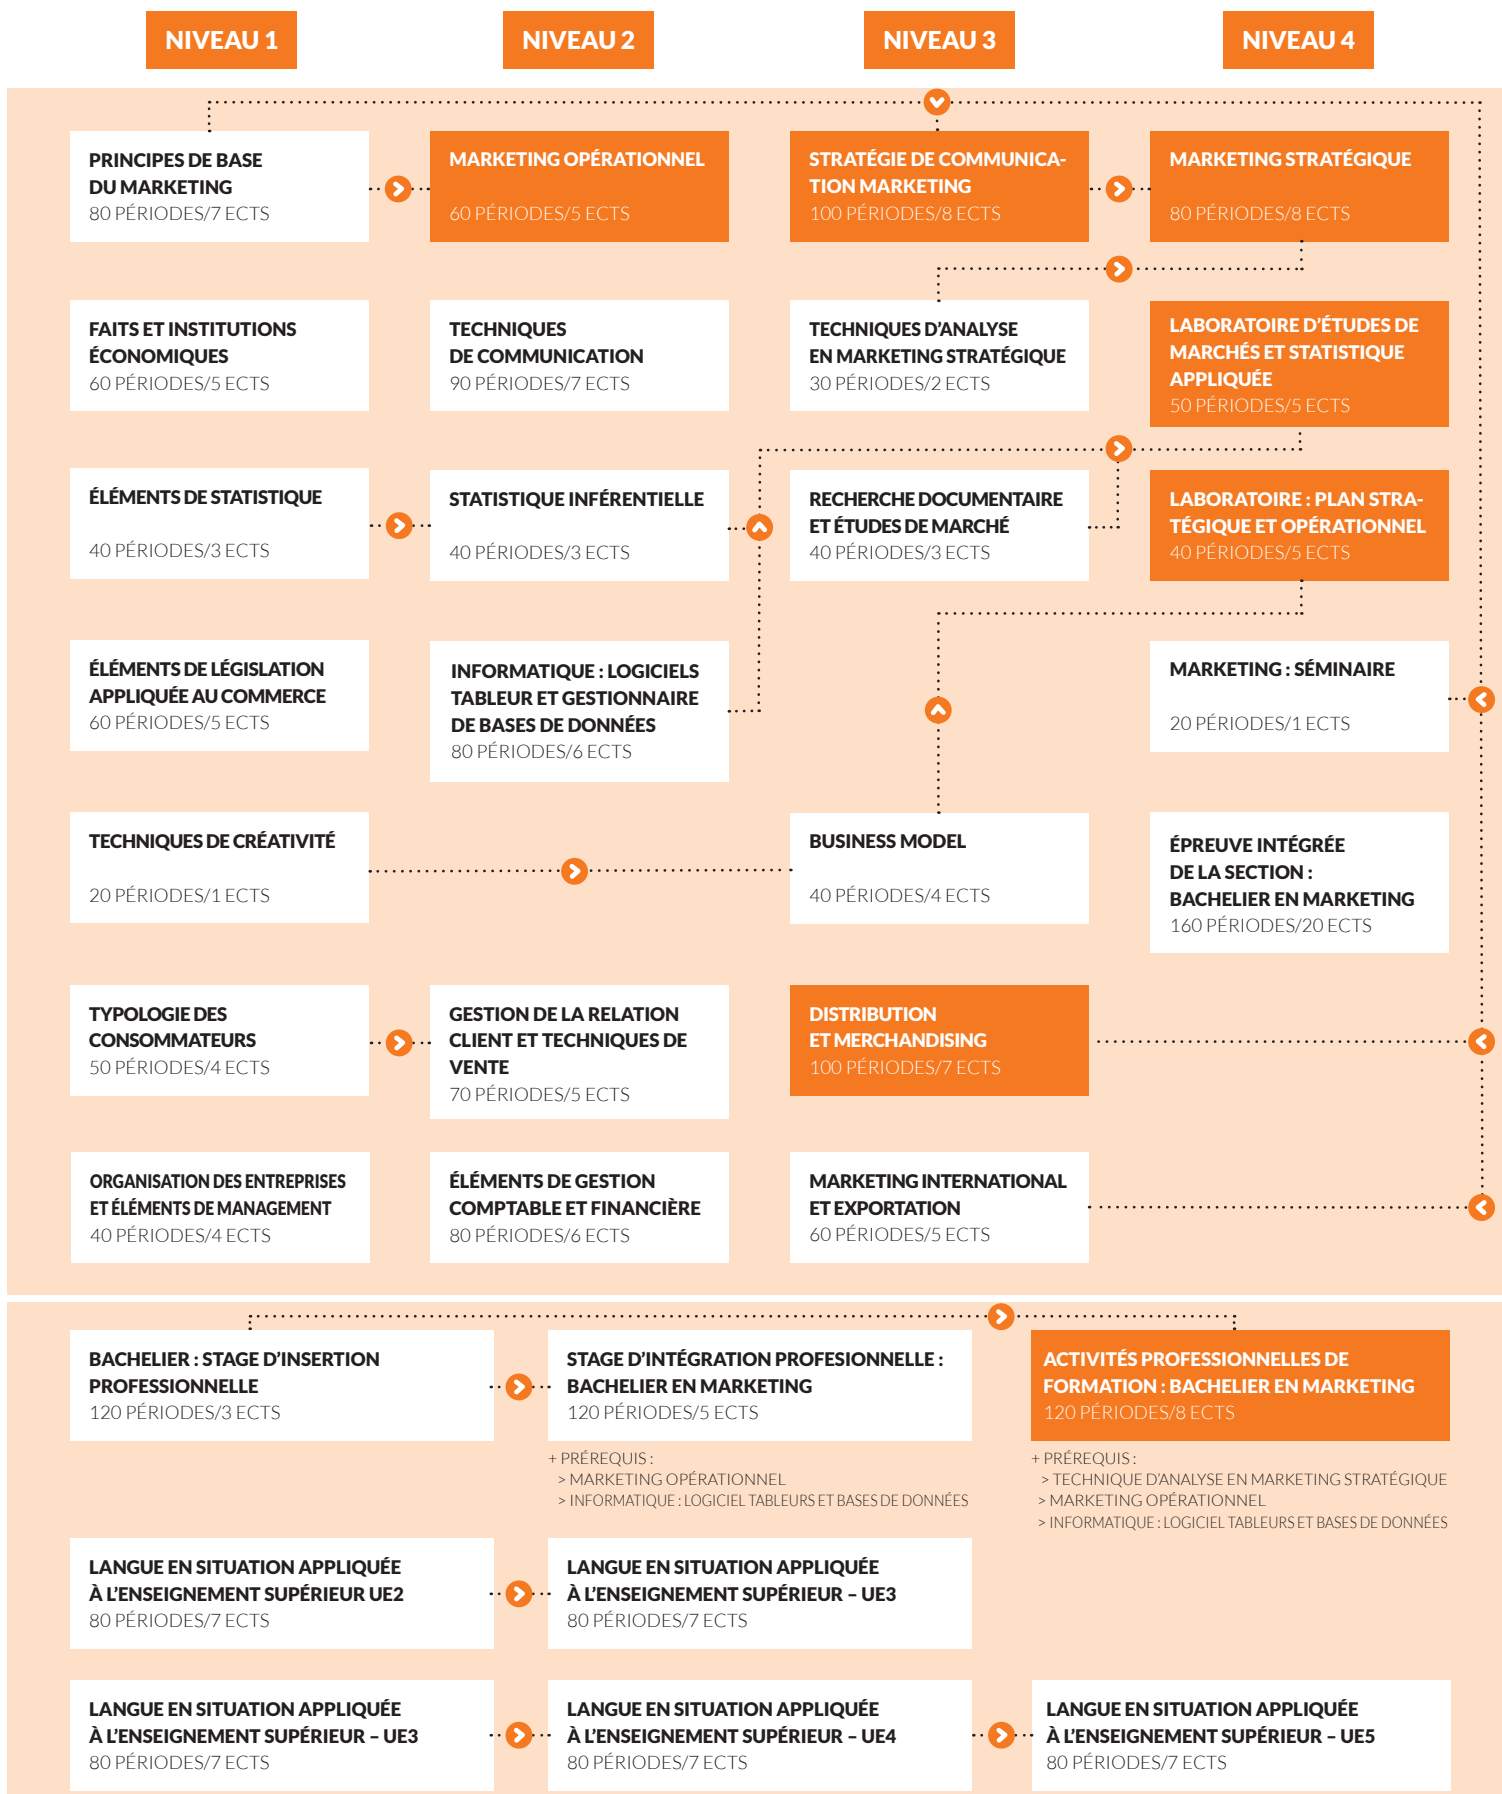 NIVEAU 1
NIVEAU 2
NIVEAU 3
NIVEAU 4
PRINCIPES DE BASE
DU MARKETING
80 PÉRIODES/7 ECTS
MARKETING OPÉRATIONNEL
60 PÉRIODES/5 ECTS
STRATÉGIE DE COMMUNICA-
TION MARKETING
100 PÉRIODES/8 ECTS
MARKETING STRATÉGIQUE
80 PÉRIODES/8 ECTS
FAITS ET INSTITUTIONS
ÉCONOMIQUES
60 PÉRIODES/5 ECTS
TECHNIQUES
DE COMMUNICATION
90 PÉRIODES/7 ECTS
TECHNIQUES D’ANALYSE
EN MARKETING STRATÉGIQUE
30 PÉRIODES/2 ECTS
LABORATOIRE D’ÉTUDES DE
MARCHÉS ET STATISTIQUE
APPLIQUÉE
50 PÉRIODES/5 ECTS
ÉLÉMENTS DE STATISTIQUE
40 PÉRIODES/3 ECTS
STATISTIQUE INFÉRENTIELLE
40 PÉRIODES/3 ECTS
RECHERCHE DOCUMENTAIRE
ET ÉTUDES DE MARCHÉ
40 PÉRIODES/3 ECTS
LABORATOIRE : PLAN STRA-
TÉGIQUE ET OPÉRATIONNEL
40 PÉRIODES/5 ECTS
ÉLÉMENTS DE LÉGISLATION
APPLIQUÉE AU COMMERCE
60 PÉRIODES/5 ECTS
INFORMATIQUE : LOGICIELS
TABLEUR ET GESTIONNAIRE
DE BASES DE DONNÉES
80 PÉRIODES/6 ECTS
MARKETING : SÉMINAIRE
20 PÉRIODES/1 ECTS
TECHNIQUES DE CRÉATIVITÉ
20 PÉRIODES/1 ECTS
BUSINESS MODEL
40 PÉRIODES/4 ECTS
ÉPREUVE INTÉGRÉE
DE LA SECTION :
BACHELIER EN MARKETING
160 PÉRIODES/20 ECTS
TYPOLOGIE DES
CONSOMMATEURS
50 PÉRIODES/4 ECTS
GESTION DE LA RELATION
CLIENT ET TECHNIQUES DE
VENTE
70 PÉRIODES/5 ECTS
DISTRIBUTION
ET MERCHANDISING
100 PÉRIODES/7 ECTS
ORGANISATION DES ENTREPRISES
ET ÉLÉMENTS DE MANAGEMENT
40 PÉRIODES/4 ECTS
ÉLÉMENTS DE GESTION
COMPTABLE ET FINANCIÈRE
80 PÉRIODES/6 ECTS
MARKETING INTERNATIONAL
ET EXPORTATION
60 PÉRIODES/5 ECTS
BACHELIER : STAGE D’INSERTION
PROFESSIONNELLE
120 PÉRIODES/3 ECTS
STAGE D’INTÉGRATION PROFESIONNELLE :
BACHELIER EN MARKETING
120 PÉRIODES/5 ECTS
+ PRÉREQUIS :
> MARKETING OPÉRATIONNEL
> INFORMATIQUE : LOGICIEL TABLEURS ET BASES DE DONNÉES
ACTIVITÉS PROFESSIONNELLES DE
FORMATION : BACHELIER EN MARKETING
120 PÉRIODES/8 ECTS
+ PRÉREQUIS :
> TECHNIQUE D’ANALYSE EN MARKETING STRATÉGIQUE
> MARKETING OPÉRATIONNEL
> INFORMATIQUE : LOGICIEL TABLEURS ET BASES DE DONNÉES
LANGUE EN SITUATION APPLIQUÉE
À L’ENSEIGNEMENT SUPÉRIEUR UE2
80 PÉRIODES/7 ECTS
LANGUE EN SITUATION APPLIQUÉE
À L’ENSEIGNEMENT SUPÉRIEUR – UE3
80 PÉRIODES/7 ECTS
LANGUE EN SITUATION APPLIQUÉE
À L’ENSEIGNEMENT SUPÉRIEUR – UE3
80 PÉRIODES/7 ECTS
LANGUE EN SITUATION APPLIQUÉE
À L’ENSEIGNEMENT SUPÉRIEUR – UE4
80 PÉRIODES/7 ECTS
LANGUE EN SITUATION APPLIQUÉE
À L’ENSEIGNEMENT SUPÉRIEUR – UE5
80 PÉRIODES/7 ECTS